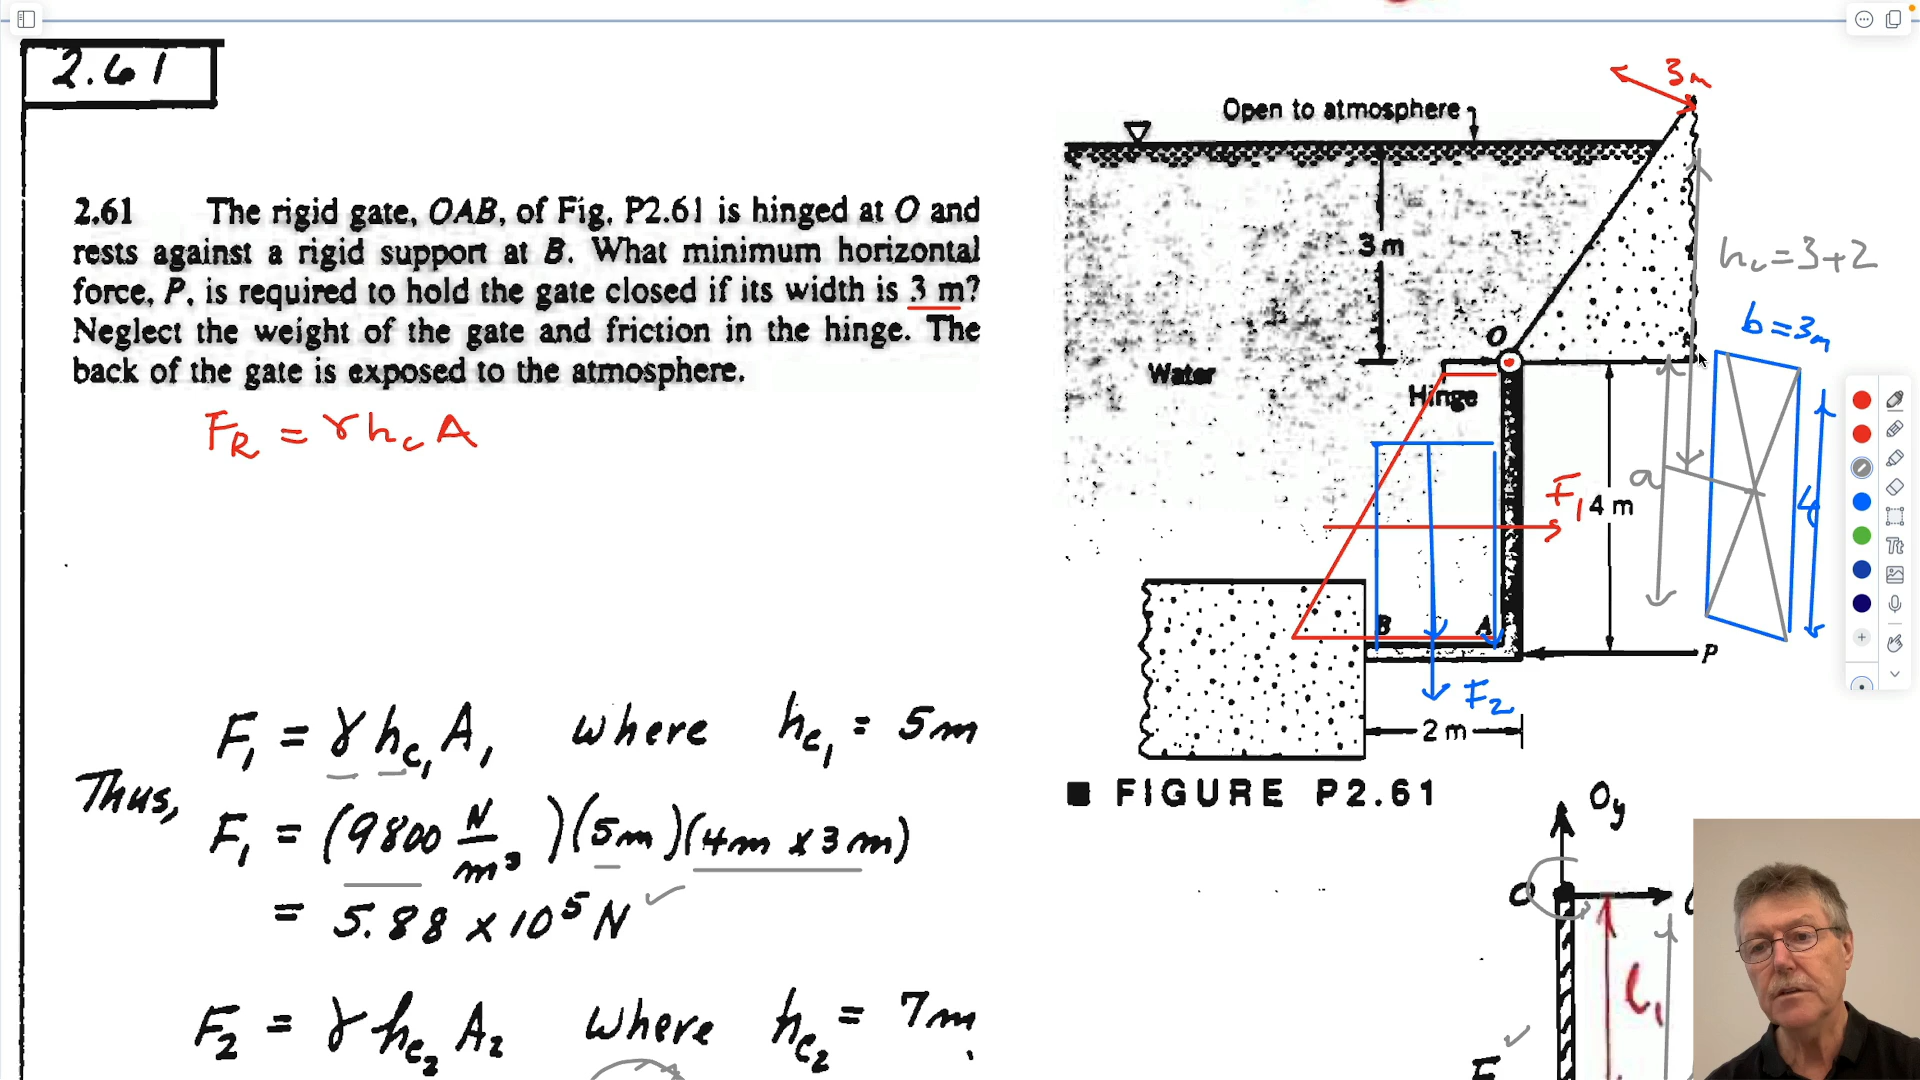 2.61
2.61 The rigid gate, OAB, of Fig. P2.61 is hinged at O and
rests against a rigid support at B. What minimum horizontal
force, P, is required to hold the gate closed if its width is 3 m?
Neglect the weight of the gate and friction in the hinge. The
back of the gate is exposed to the atmosphere.
F_R = γ h_c A
3m
Open to atmosphere
3 m
h_c = 3+2
b = 3m
O
Water
Hinge
F_1
4 m
a
4
B
A
P
F_2
2 m
■ FIGURE P2.61
F_1 = γ h_c1 A_1 where h_c1 = 5m
Thus,
F_1 = (9800 N/m^3)(5m)(4m x 3m)
= 5.88 x 10^5 N
F_2 = γ h_c2 A_2 where h_c2 = 7m
O_y
O
l_1
F
Tt